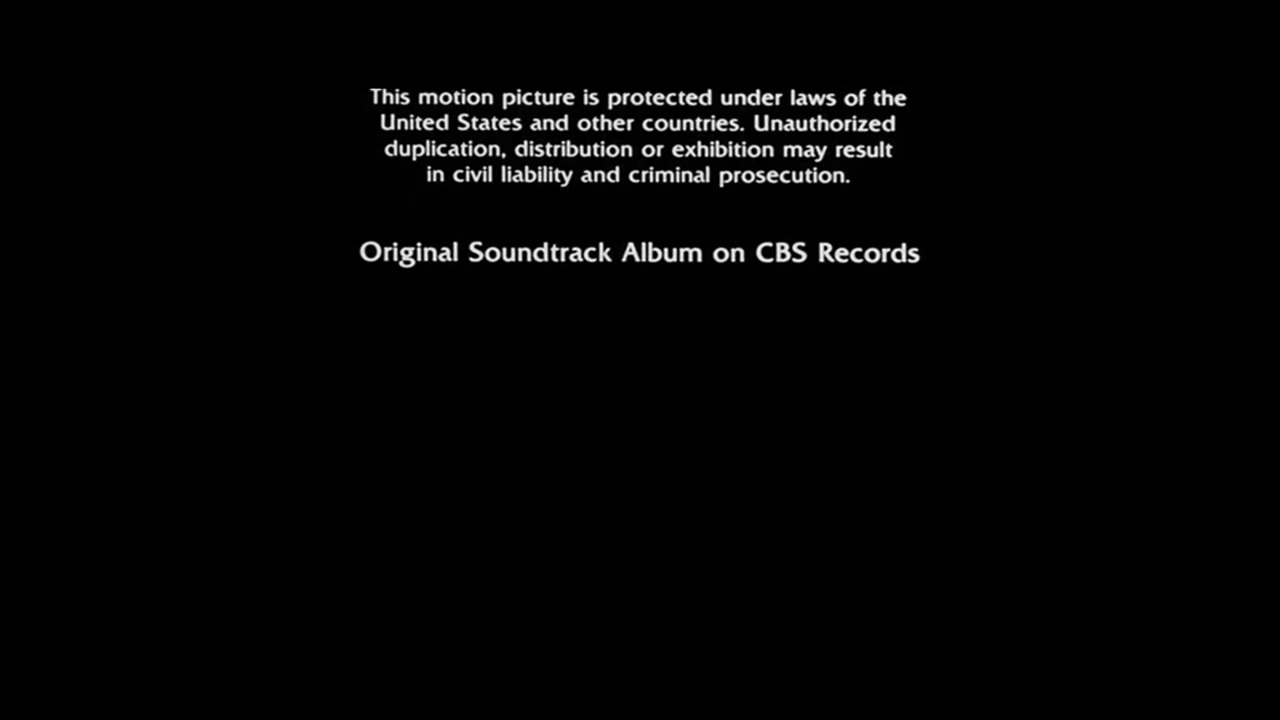 This motion picture is protected under laws of the
United States and other countries. Unauthorized
duplication, distribution or exhibition may result
in civil liability and criminal prosecution.
Original Soundtrack Album on CBS Records